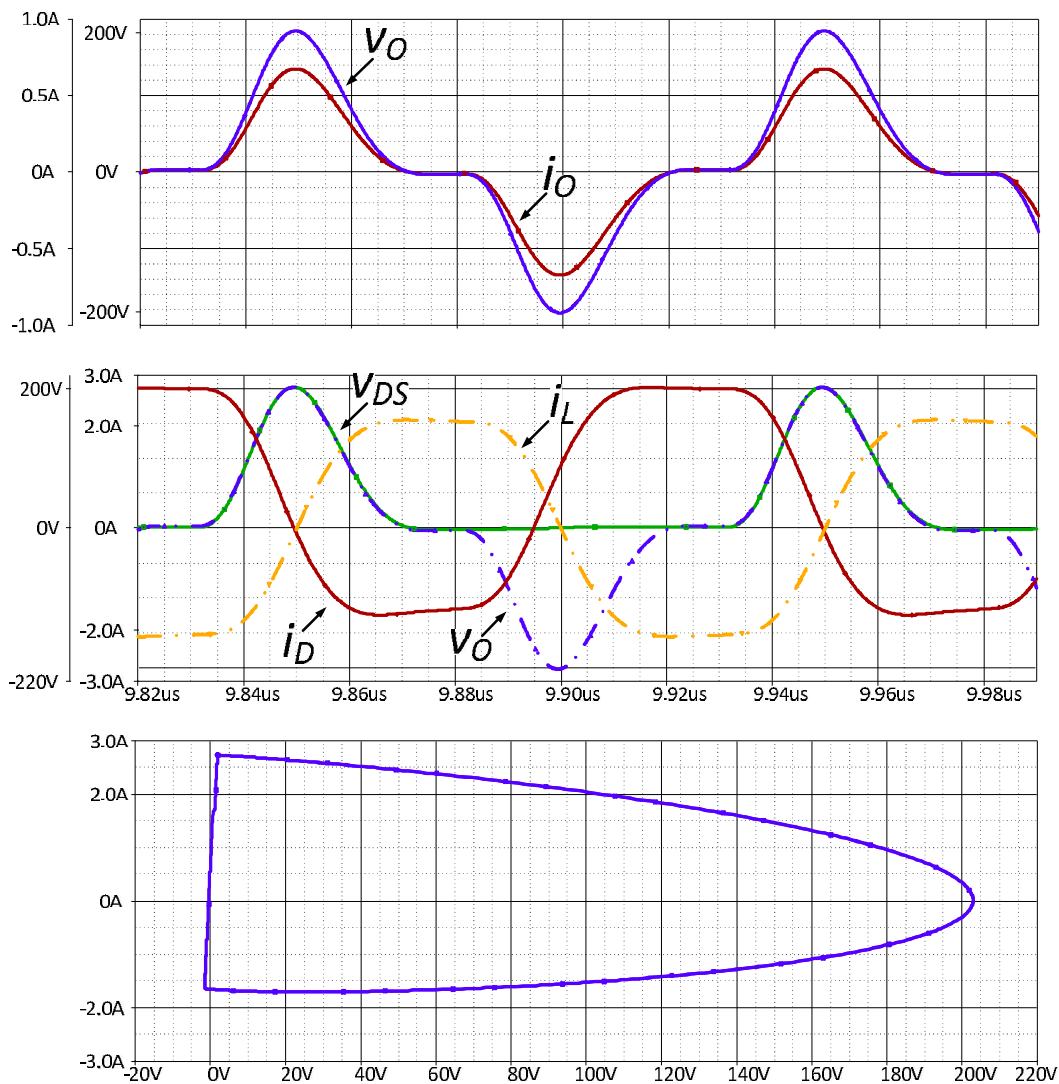 1.0A
200V
v_O
0.5A
i_O
0A 0V
-0.5A
-200V
-1.0A
3.0A
200V
v_DS
i_L
2.0A
0V 0A
-2.0A
i_D
v_O
-220V -3.0A
9.82us 9.84us 9.86us 9.88us 9.90us 9.92us 9.94us 9.96us 9.98us
3.0A
2.0A
0A
-2.0A
-3.0A
-20V 0V 20V 40V 60V 80V 100V 120V 140V 160V 180V 200V 220V